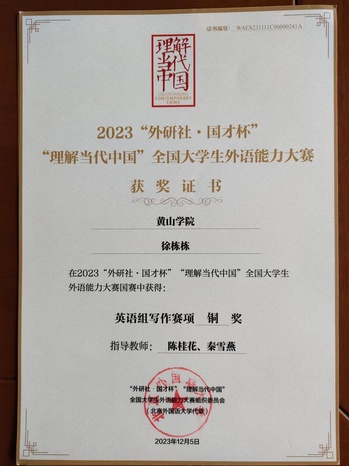 证书编号：WAFS231111C00000241A
理解
当代
中国
UNDERSTANDING
CONTEMPORARY
CHINA
2023“外研社·国才杯”
“理解当代中国”全国大学生外语能力大赛
获奖证书
黄山学院
徐栋栋
在2023“外研社·国才杯”“理解当代中国”全国大学生
外语能力大赛国赛中获得：
英语组写作赛项 铜 奖
指导教师： 陈桂花、秦雪燕
“外研社·国才杯”“理解当代中国”
全国大学生外语能力大赛组织委员会
（北京外国语大学代章）
2023年12月5日